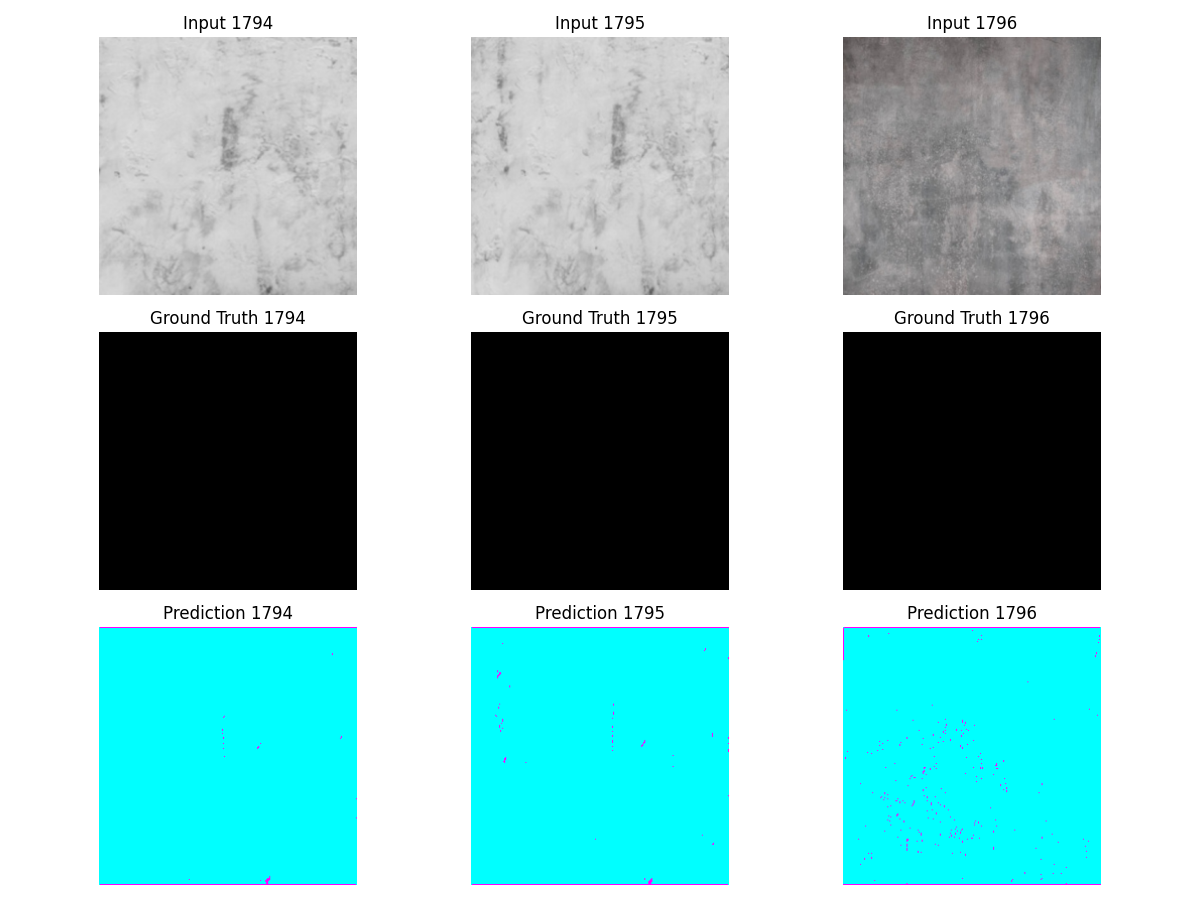 Input 1794
Input 1795
Input 1796
Ground Truth 1794
Ground Truth 1795
Ground Truth 1796
Prediction 1794
Prediction 1795
Prediction 1796